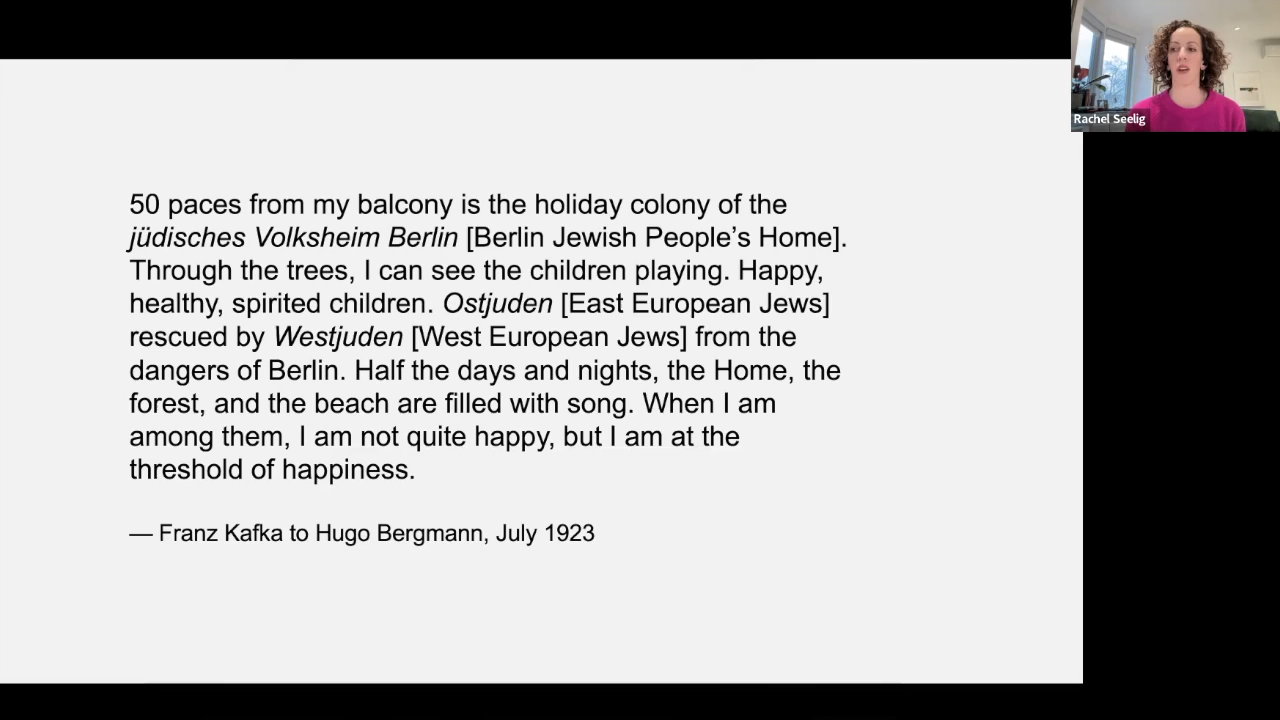 50 paces from my balcony is the holiday colony of the
jüdisches Volksheim Berlin [Berlin Jewish People’s Home].
Through the trees, I can see the children playing. Happy,
healthy, spirited children. Ostjuden [East European Jews]
rescued by Westjuden [West European Jews] from the
dangers of Berlin. Half the days and nights, the Home, the
forest, and the beach are filled with song. When I am
among them, I am not quite happy, but I am at the
threshold of happiness.
— Franz Kafka to Hugo Bergmann, July 1923
Rachel Seelig